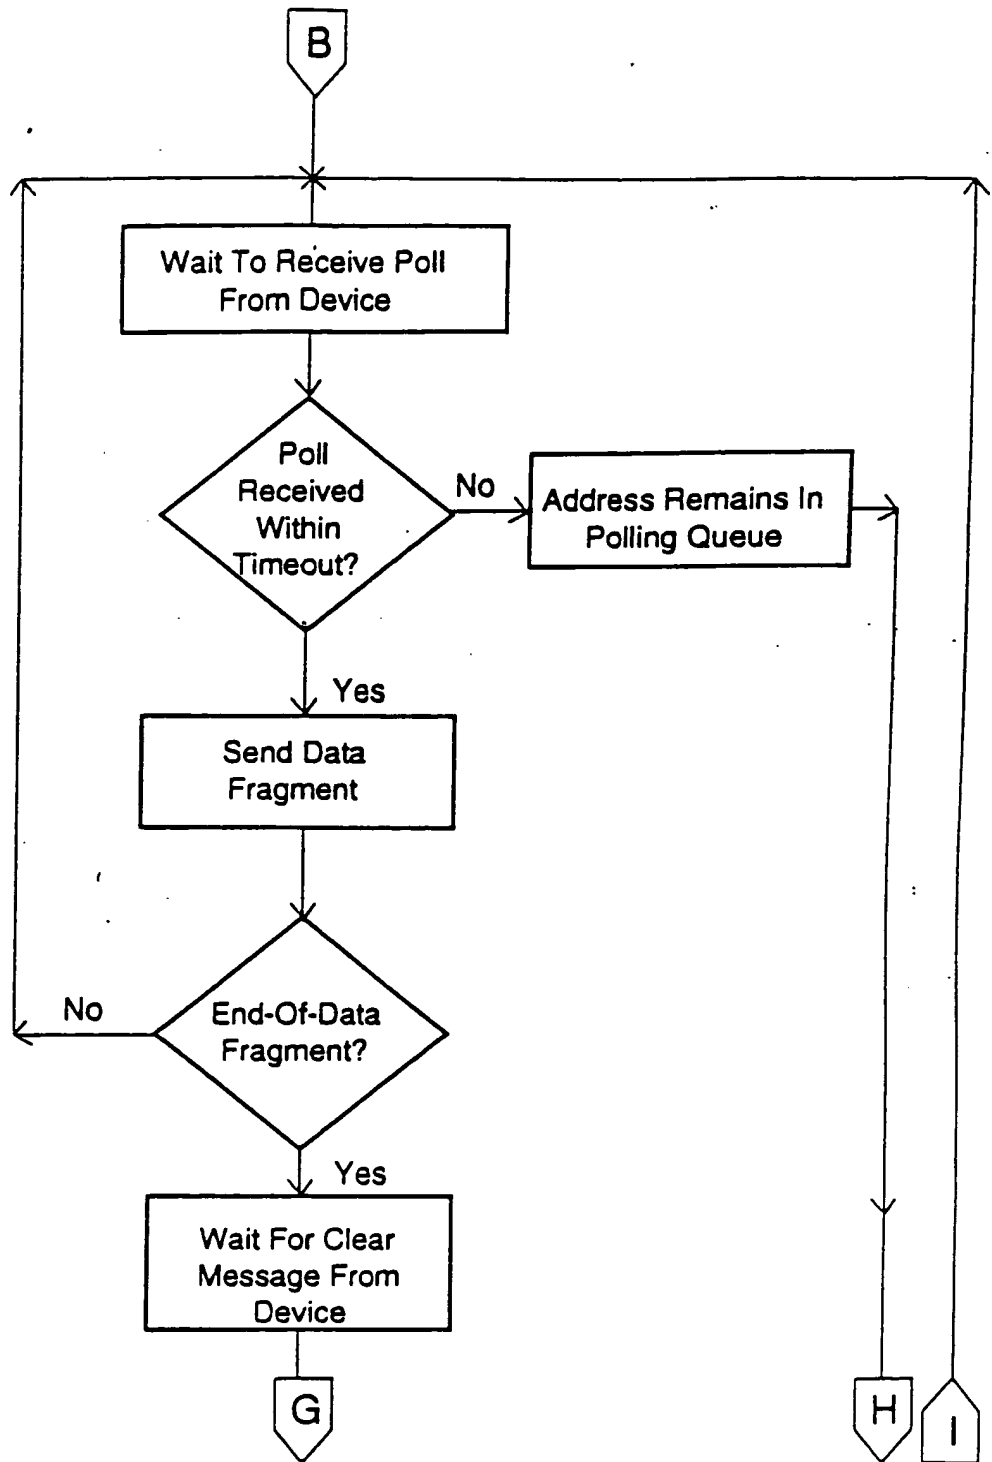 B
Wait To Receive Poll
From Device
Poll
Received
Within
Timeout?
No
Address Remains In
Polling Queue
Yes
Send Data
Fragment
No
End-Of-Data
Fragment?
Yes
Wait For Clear
Message From
Device
G
H
I